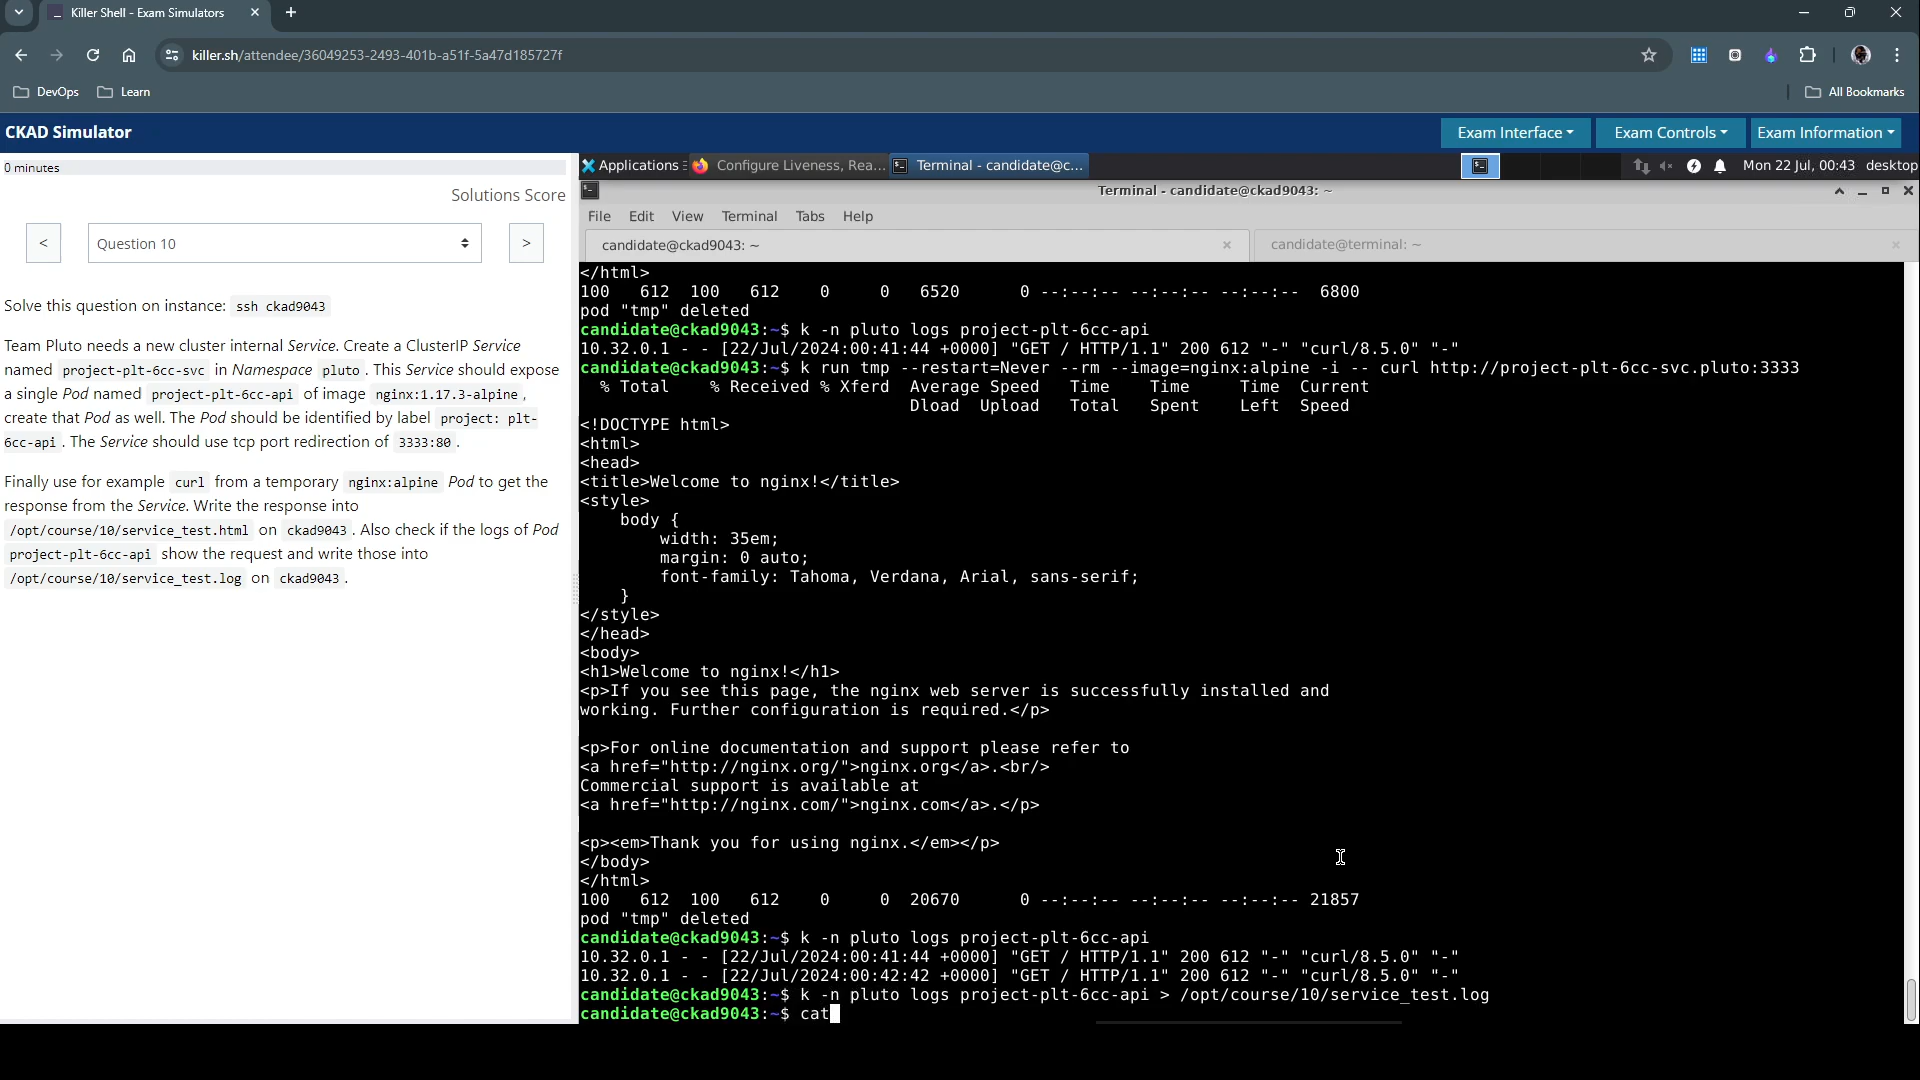 Killer Shell - Exam Simulators
killer.sh/attendee/36049253-2493-401b-a51f-5a47d185727f
DevOps Learn All Bookmarks
CKAD Simulator Exam Interface Exam Controls Exam Information
0 minutes
Solutions Score
< Question 10 >
Solve this question on instance: ssh ckad9043
Team Pluto needs a new cluster internal Service. Create a ClusterIP Service
named project-plt-6cc-svc in Namespace pluto . This Service should expose
a single Pod named project-plt-6cc-api of image nginx:1.17.3-alpine ,
create that Pod as well. The Pod should be identified by label project: plt-
6cc-api . The Service should use tcp port redirection of 3333:80 .
Finally use for example curl from a temporary nginx:alpine Pod to get the
response from the Service. Write the response into
/opt/course/10/service_test.html on ckad9043 . Also check if the logs of Pod
project-plt-6cc-api show the request and write those into
/opt/course/10/service_test.log on ckad9043 .
Applications Configure Liveness, Rea... Terminal - candidate@c... Mon 22 Jul, 00:43 desktop
Terminal - candidate@ckad9043: ~
File Edit View Terminal Tabs Help
candidate@ckad9043: ~ candidate@terminal: ~
</html>
100   612  100   612    0     0   6520      0 --:--:-- --:--:-- --:--:--  6800
pod "tmp" deleted
candidate@ckad9043:~$ k -n pluto logs project-plt-6cc-api
10.32.0.1 - - [22/Jul/2024:00:41:44 +0000] "GET / HTTP/1.1" 200 612 "-" "curl/8.5.0" "-"
candidate@ckad9043:~$ k run tmp --restart=Never --rm --image=nginx:alpine -i -- curl http://project-plt-6cc-svc.pluto:3333
  % Total    % Received % Xferd  Average Speed   Time    Time     Time  Current
                                 Dload  Upload   Total   Spent    Left  Speed
<!DOCTYPE html>
<html>
<head>
<title>Welcome to nginx!</title>
<style>
    body {
        width: 35em;
        margin: 0 auto;
        font-family: Tahoma, Verdana, Arial, sans-serif;
    }
</style>
</head>
<body>
<h1>Welcome to nginx!</h1>
<p>If you see this page, the nginx web server is successfully installed and
working. Further configuration is required.</p>
<p>For online documentation and support please refer to
<a href="http://nginx.org/">nginx.org</a>.<br/>
Commercial support is available at
<a href="http://nginx.com/">nginx.com</a>.</p>
<p><em>Thank you for using nginx.</em></p>
</body>
</html>
100   612  100   612    0     0  20670      0 --:--:-- --:--:-- --:--:-- 21857
pod "tmp" deleted
candidate@ckad9043:~$ k -n pluto logs project-plt-6cc-api
10.32.0.1 - - [22/Jul/2024:00:41:44 +0000] "GET / HTTP/1.1" 200 612 "-" "curl/8.5.0" "-"
10.32.0.1 - - [22/Jul/2024:00:42:42 +0000] "GET / HTTP/1.1" 200 612 "-" "curl/8.5.0" "-"
candidate@ckad9043:~$ k -n pluto logs project-plt-6cc-api > /opt/course/10/service_test.log
candidate@ckad9043:~$ cat